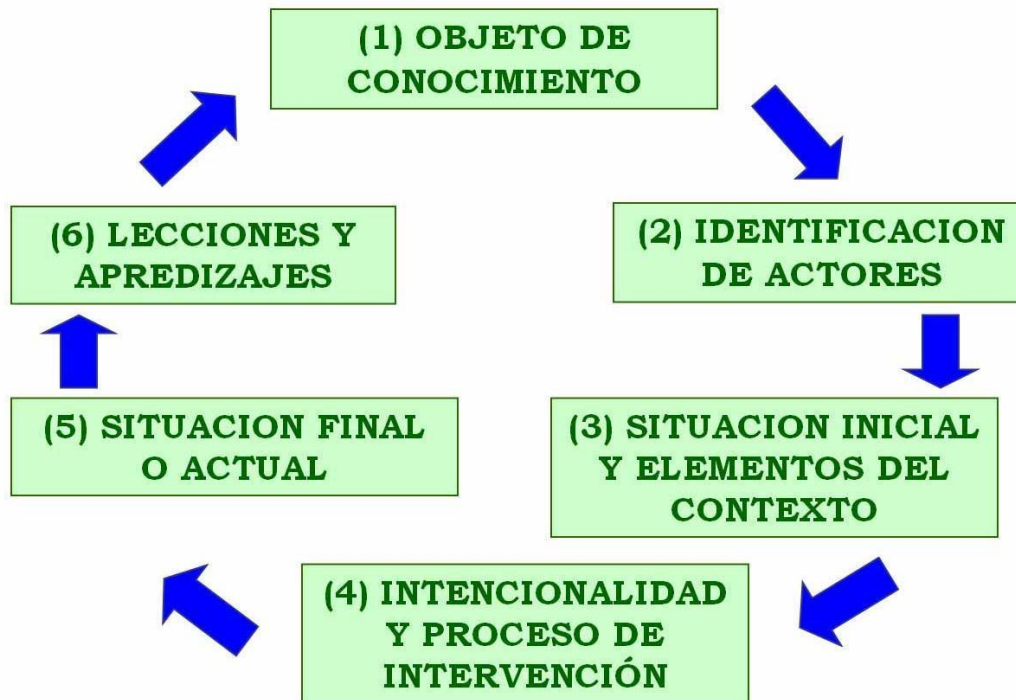 (1) OBJETO DE
CONOCIMIENTO
(2) IDENTIFICACION
DE ACTORES
(3) SITUACION INICIAL
Y ELEMENTOS DEL
CONTEXTO
(4) INTENCIONALIDAD
Y PROCESO DE
INTERVENCIÓN
(5) SITUACION FINAL
O ACTUAL
(6) LECCIONES Y
APREDIZAJES